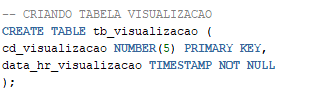 -- CRIANDO TABELA VISUALIZACAO
CREATE TABLE tb_visualizacao (
cd_visualizacao NUMBER(5) PRIMARY KEY,
data_hr_visualizacao TIMESTAMP NOT NULL
);